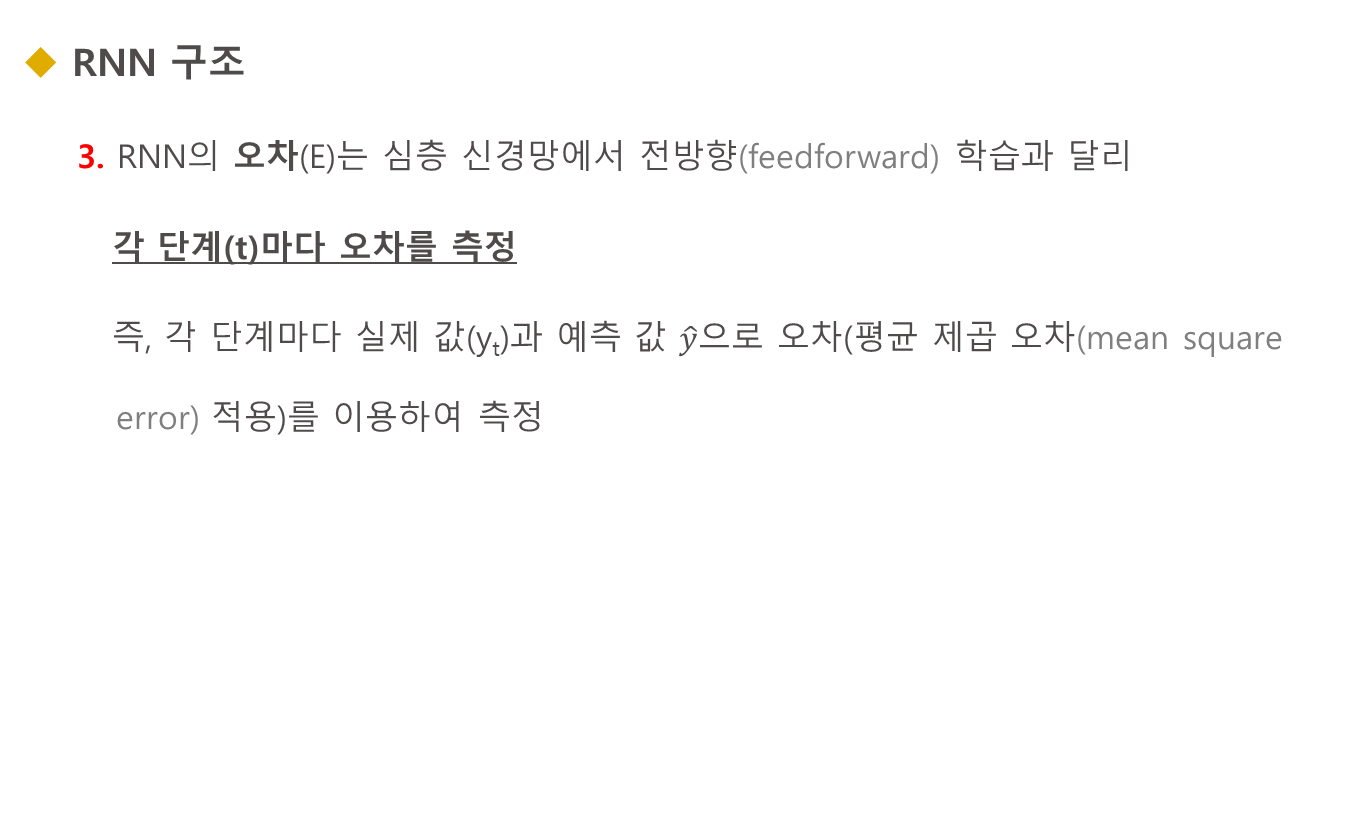 ◆ RNN 구조
3. RNN의 오차(E)는 심층 신경망에서 전방향(feedforward) 학습과 달리
각 단계(t)마다 오차를 측정
즉, 각 단계마다 실제 값(yₜ)과 예측 값 ŷ으로 오차(평균 제곱 오차(mean square
error) 적용)를 이용하여 측정